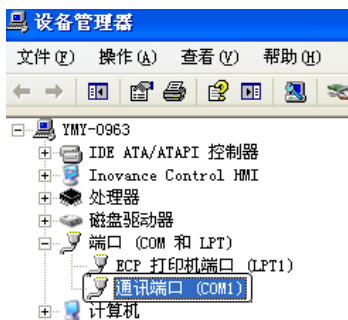 设备管理器
文件(F) 操作(A) 查看(V) 帮助(H)
YMY-0963
IDE ATA/ATAPI 控制器
Inovance Control HMI
处理器
磁盘驱动器
端口 (COM 和 LPT)
ECP 打印机端口 (LPT1)
通讯端口 (COM1)
计算机